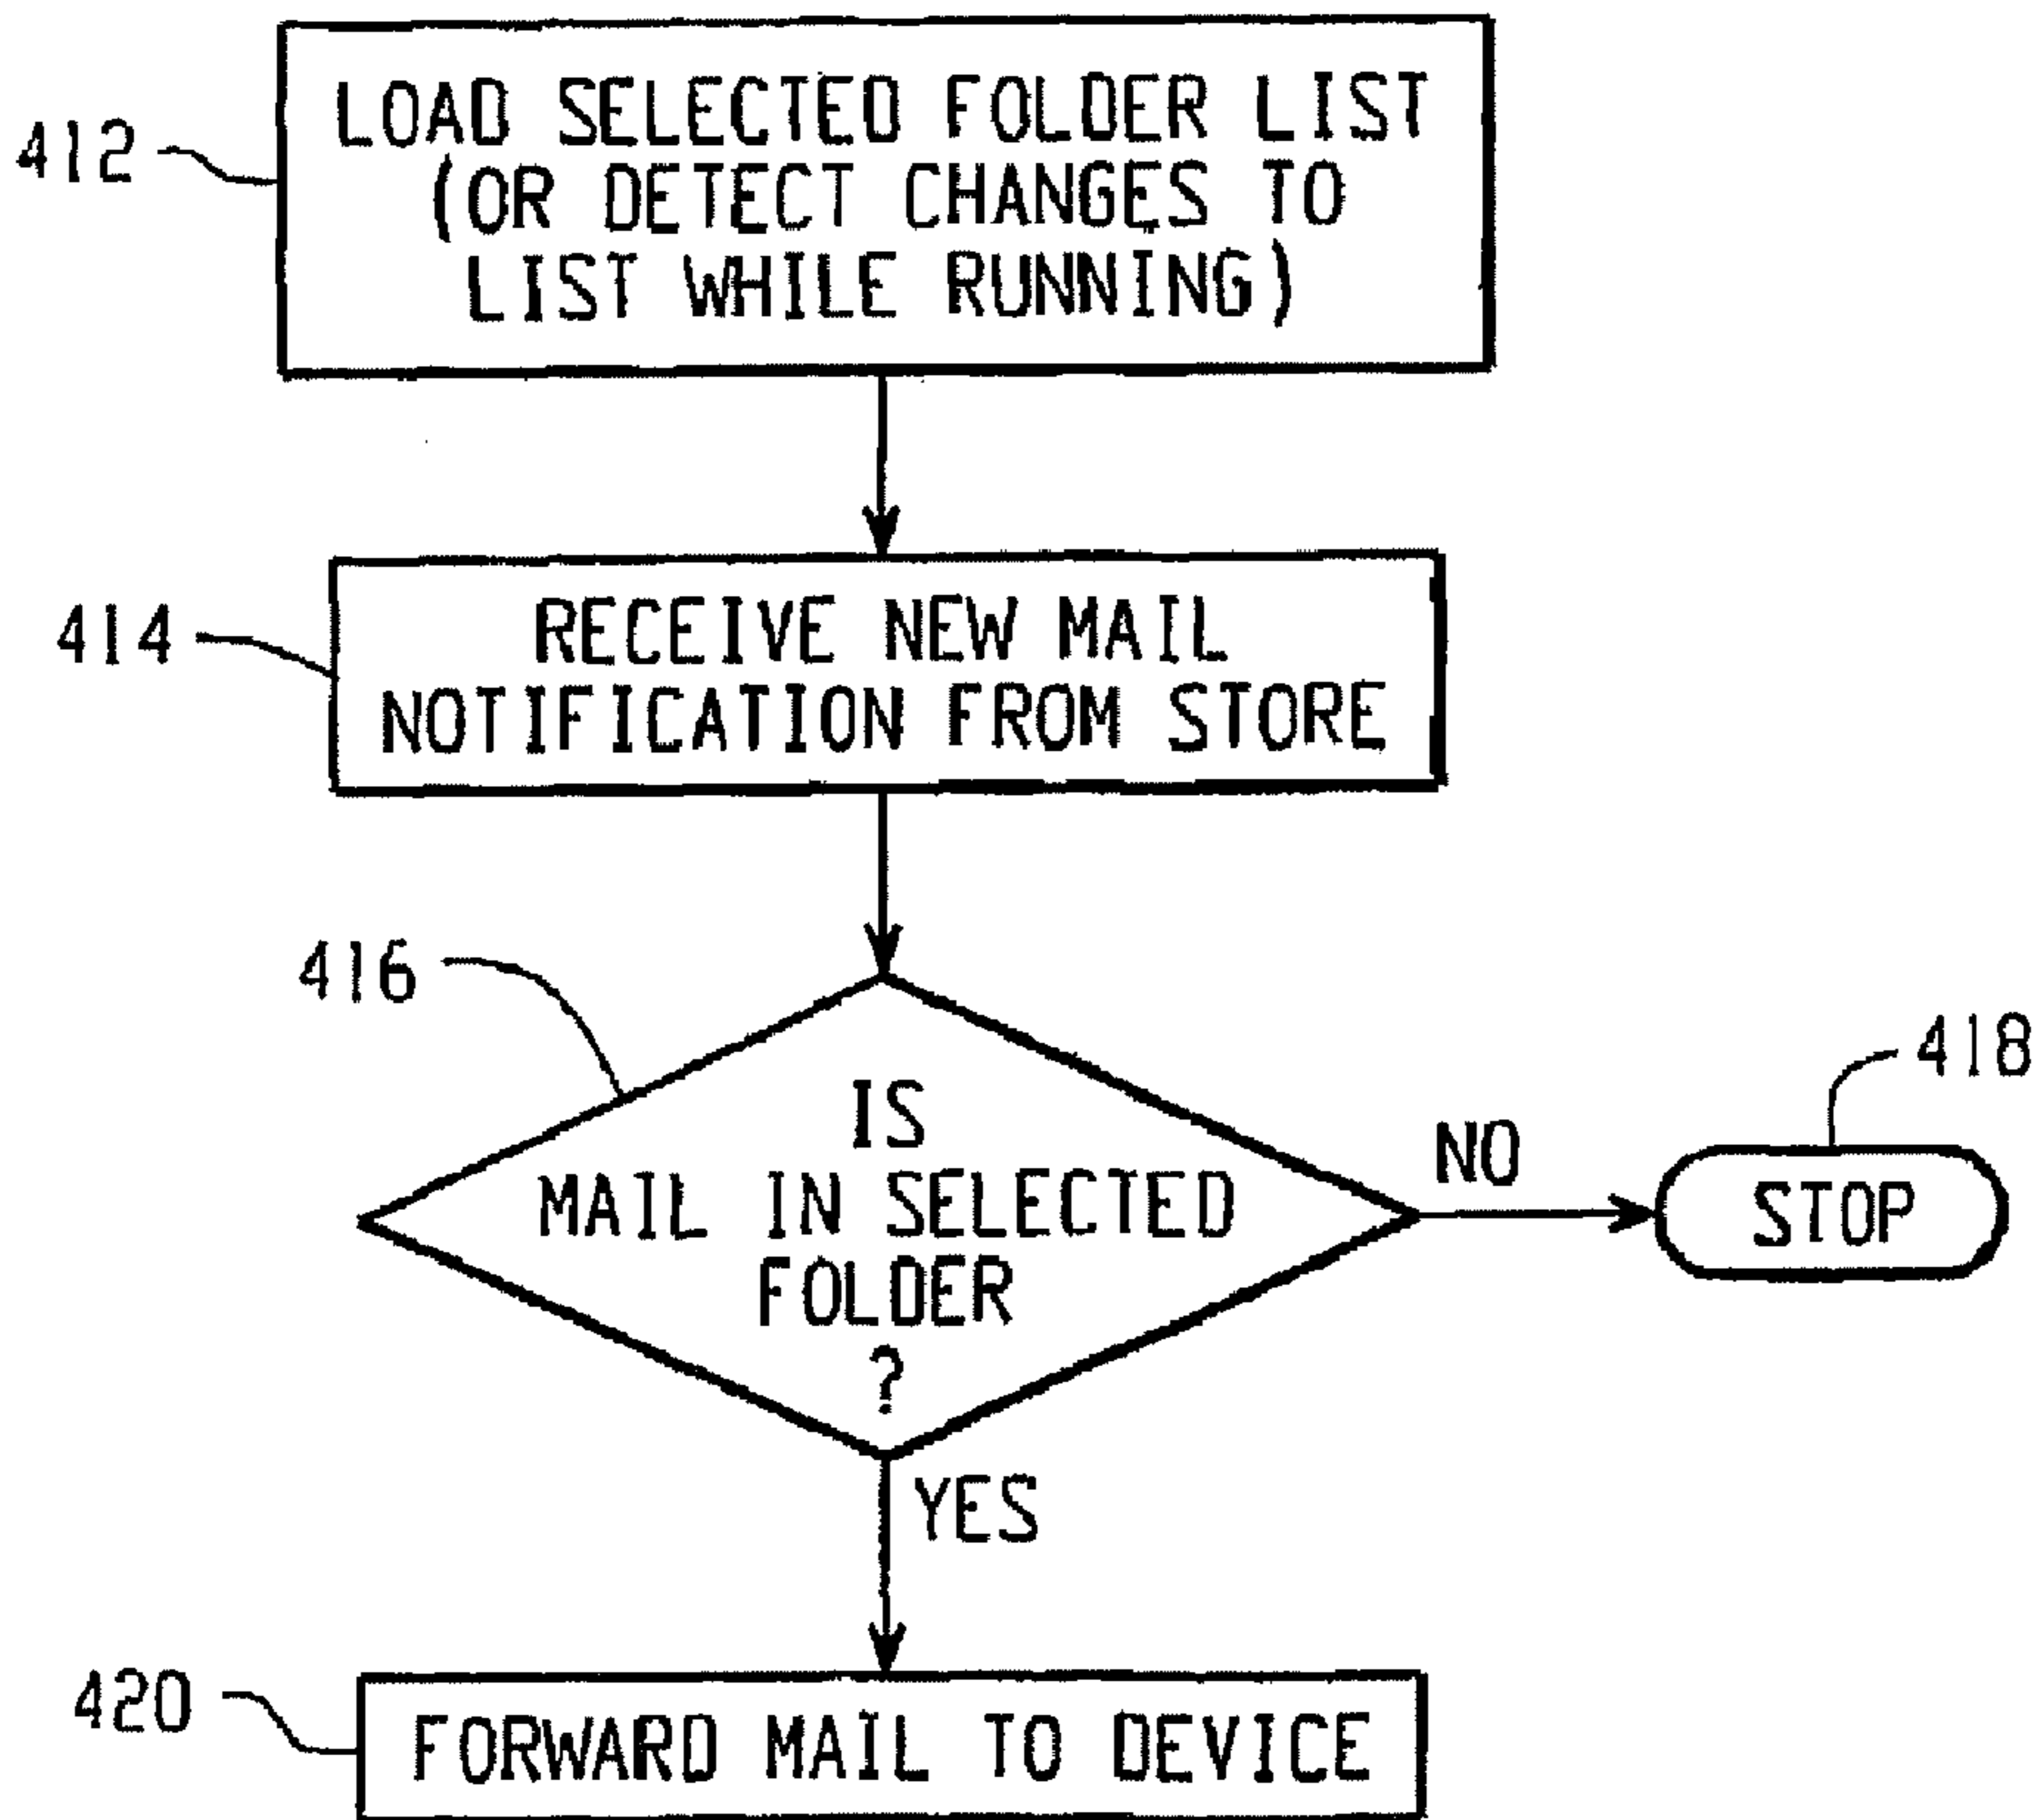 412
LOAD SELECTED FOLDER LIST
(OR DETECT CHANGES TO
LIST WHILE RUNNING)
414
RECEIVE NEW MAIL
NOTIFICATION FROM STORE
416
IS
MAIL IN SELECTED
FOLDER
?
NO
418
STOP
YES
420
FORWARD MAIL TO DEVICE